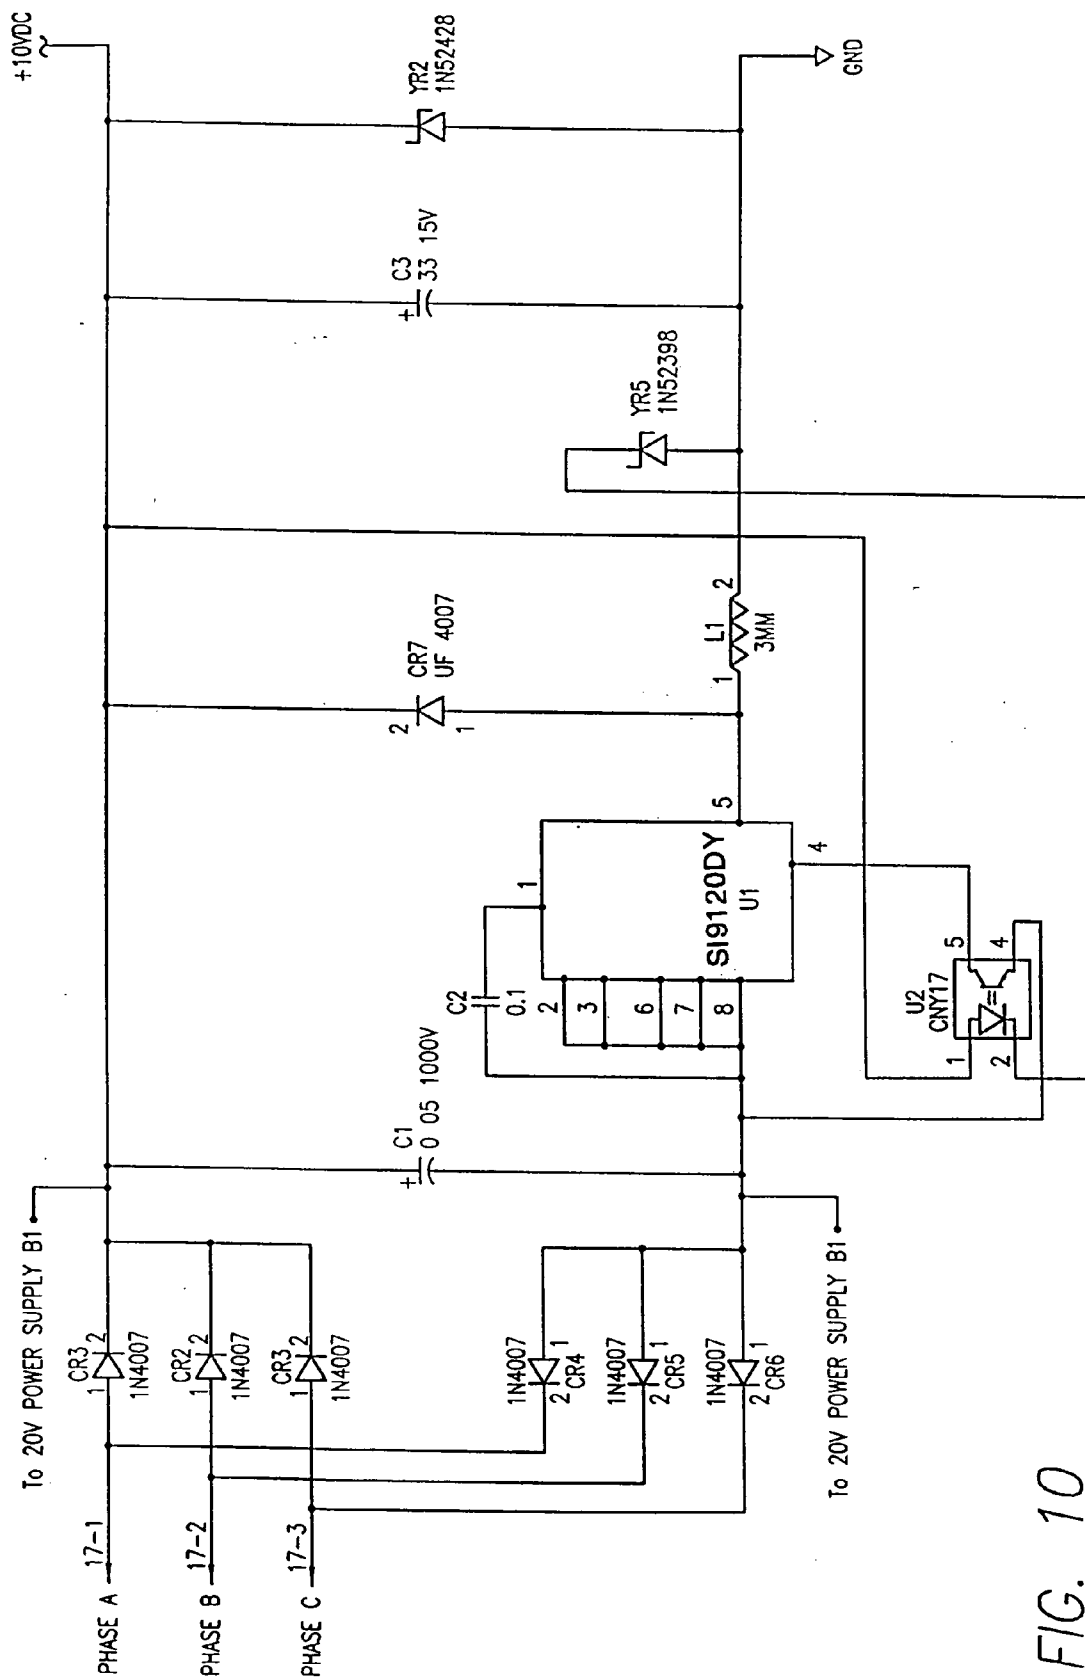 +10VDC
To 20V POWER SUPPLY B1
PHASE A
17-1
1
CR3
2
1N4007
PHASE B
17-2
1
CR2
2
1N4007
PHASE C
17-3
1
CR3
2
1N4007
1N4007
2
1
CR4
1N4007
2
1
CR5
1N4007
2
1
CR6
To 20V POWER SUPPLY B1
+
C1
0 05 1000V
C2
0.1
1
2
3
6
7
8
SI9120DY
U1
5
4
U2
CNY17
1
2
5
4
2
CR7
UF 4007
1
1
L1
2
3MM
YR5
1N52398
+
C3
33 15V
YR2
1N52428
GND
FIG. 10